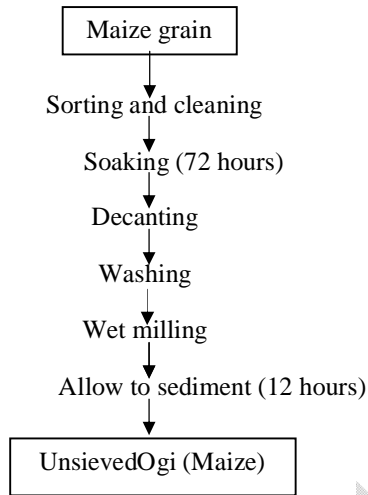 Maize grain
Sorting and cleaning
Soaking (72 hours)
Decanting
Washing
Wet milling
Allow to sediment (12 hours)
UnsievedOgi (Maize)